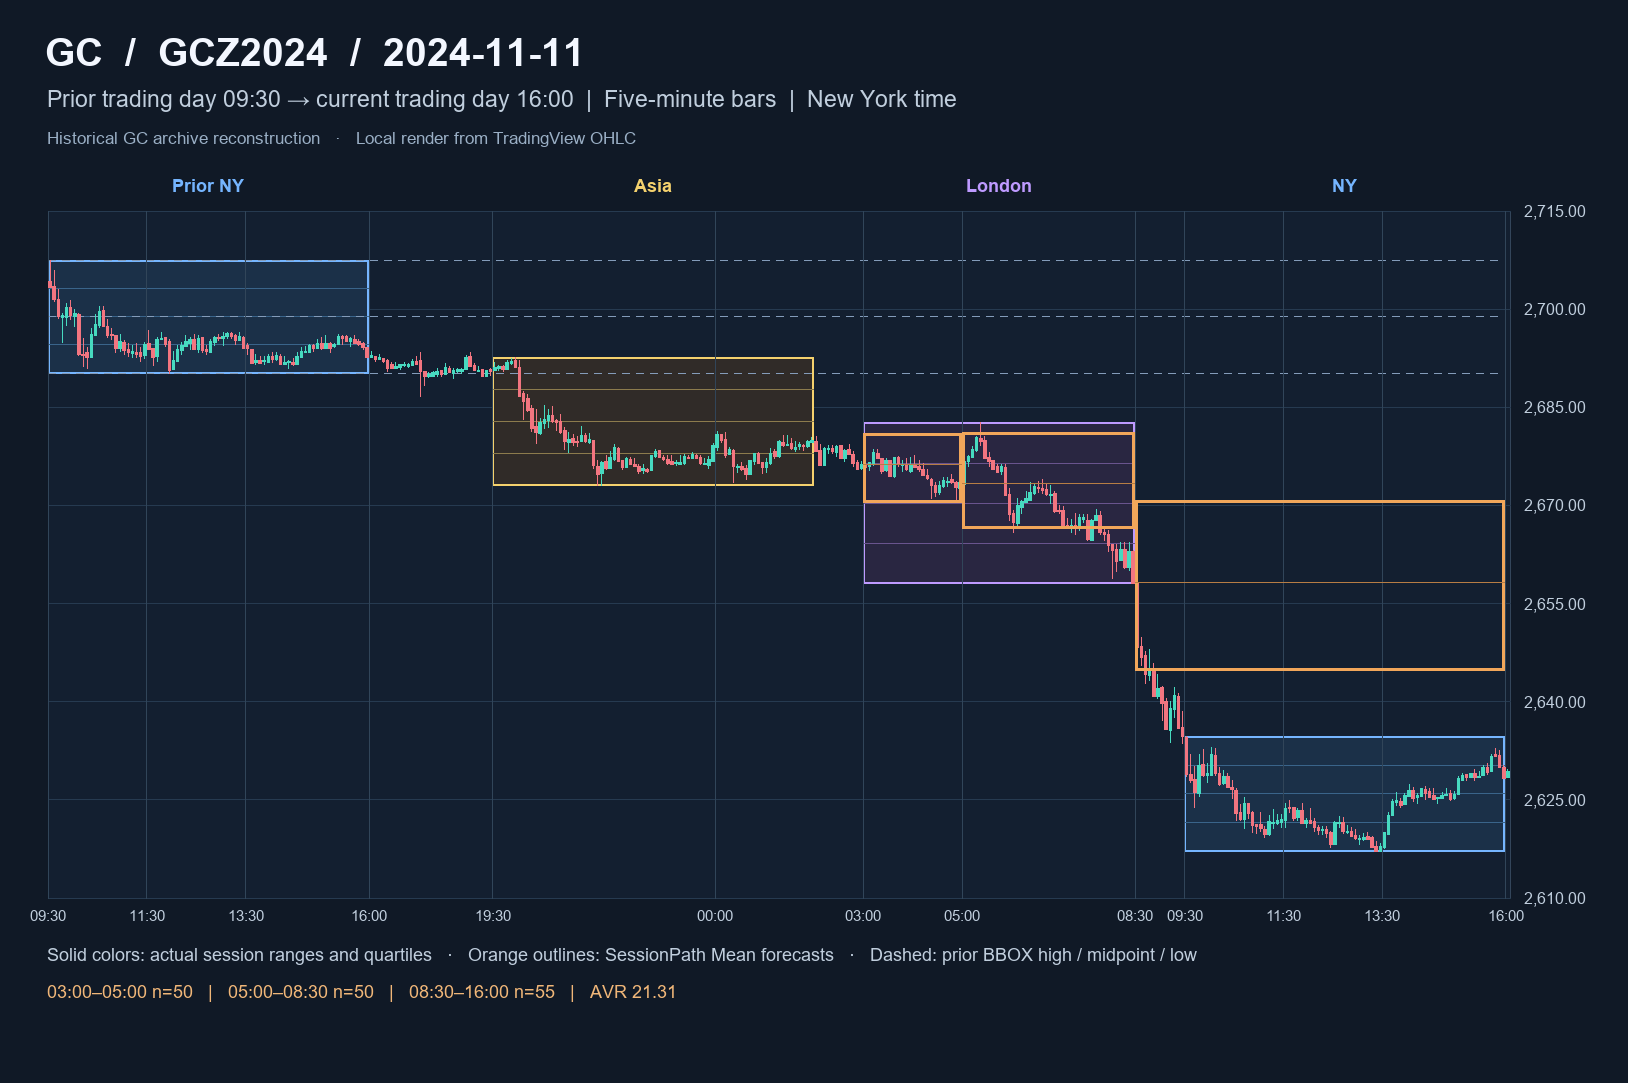 GC / GCZ2024 / 2024-11-11
Prior trading day 09:30 → current trading day 16:00 | Five-minute bars | New York time
Historical GC archive reconstruction · Local render from TradingView OHLC
Prior NY Asia London NY
2,715.00
2,700.00
2,685.00
2,670.00
2,655.00
2,640.00
2,625.00
2,610.00
09:30 11:30 13:30 16:00 19:30 00:00 03:00 05:00 08:30 09:30 11:30 13:30 16:00
Solid colors: actual session ranges and quartiles · Orange outlines: SessionPath Mean forecasts · Dashed: prior BBOX high / midpoint / low
03:00–05:00 n=50 | 05:00–08:30 n=50 | 08:30–16:00 n=55 | AVR 21.31